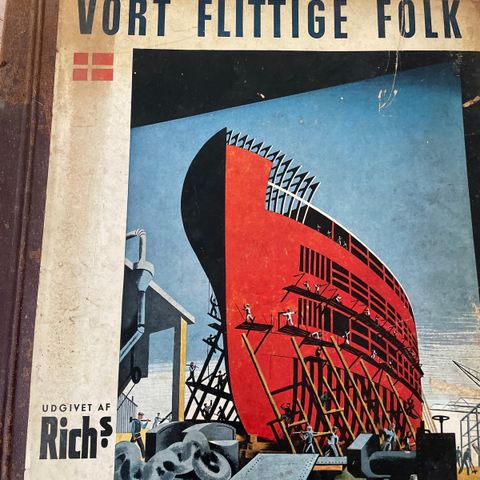 VORT FLITTIGE FOLK
UDGIVET AF
Rich's